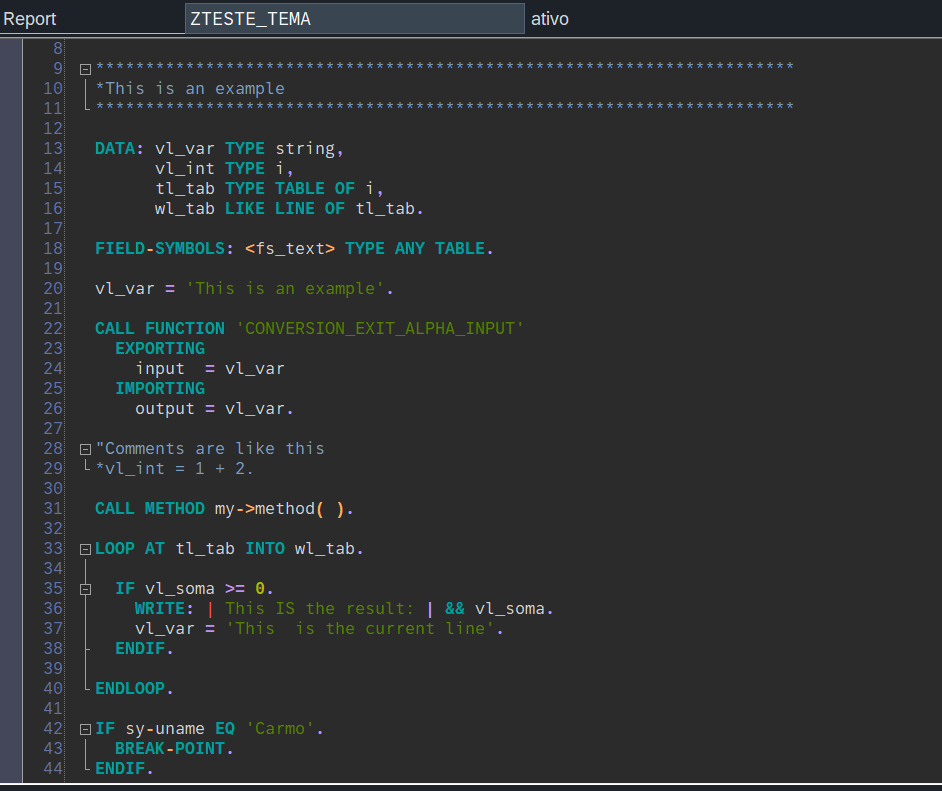 Report ZTESTE_TEMA ativo
8
9 **********************************************************************
10 *This is an example
11 **********************************************************************
12
13 DATA: vl_var TYPE string,
14 vl_int TYPE i,
15 tl_tab TYPE TABLE OF i,
16 wl_tab LIKE LINE OF tl_tab.
17
18 FIELD-SYMBOLS: <fs_text> TYPE ANY TABLE.
19
20 vl_var = 'This is an example'.
21
22 CALL FUNCTION 'CONVERSION_EXIT_ALPHA_INPUT'
23 EXPORTING
24 input  = vl_var
25 IMPORTING
26 output = vl_var.
27
28 "Comments are like this
29 *vl_int = 1 + 2.
30
31 CALL METHOD my->method( ).
32
33 LOOP AT tl_tab INTO wl_tab.
34
35 IF vl_soma >= 0.
36 WRITE: | This IS the result: | && vl_soma.
37 vl_var = 'This  is the current line'.
38 ENDIF.
39
40 ENDLOOP.
41
42 IF sy-uname EQ 'Carmo'.
43 BREAK-POINT.
44 ENDIF.